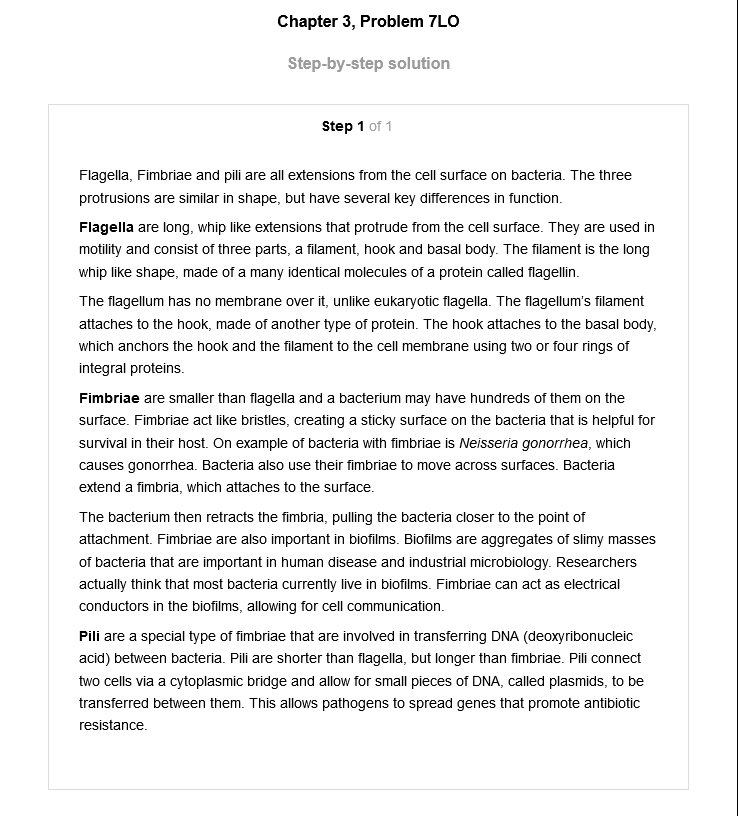 Chapter 3, Problem 7LO
Step-by-step solution
Step 1 of 1
Flagella, Fimbriae and pili are all extensions from the cell surface on bacteria. The three
protrusions are similar in shape, but have several key differences in function.
Flagella are long, whip like extensions that protrude from the cell surface. They are used in
motility and consist of three parts, a filament, hook and basal body. The filament is the long
whip like shape, made of a many identical molecules of a protein called flagellin.
The flagellum has no membrane over it, unlike eukaryotic flagella. The flagellum's filament
attaches to the hook, made of another type of protein. The hook attaches to the basal body,
which anchors the hook and the filament to the cell membrane using two or four rings of
integral proteins.
Fimbriae are smaller than flagella and a bacterium may have hundreds of them on the
surface. Fimbriae act like bristles, creating a sticky surface on the bacteria that is helpful for
survival in their host. On example of bacteria with fimbriae is Neisseria gonorrhea, which
causes gonorrhea. Bacteria also use their fimbriae to move across surfaces. Bacteria
extend a fimbria, which attaches to the surface.
The bacterium then retracts the fimbria, pulling the bacteria closer to the point of
attachment. Fimbriae are also important in biofilms. Biofilms are aggregates of slimy masses
of bacteria that are important in human disease and industrial microbiology. Researchers
actually think that most bacteria currently live in biofilms. Fimbriae can act as electrical
conductors in the biofilms, allowing for cell communication.
Pili are a special type of fimbriae that are involved in transferring DNA (deoxyribonucleic
acid) between bacteria. Pili are shorter than flagella, but longer than fimbriae. Pili connect
two cells via a cytoplasmic bridge and allow for small pieces of DNA, called plasmids, to be
transferred between them. This allows pathogens to spread genes that promote antibiotic
resistance.